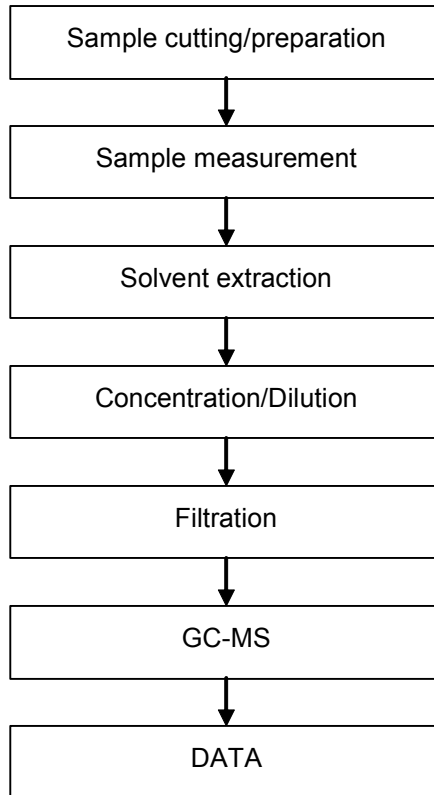 Sample cutting/preparation
Sample measurement
Solvent extraction
Concentration/Dilution
Filtration
GC-MS
DATA